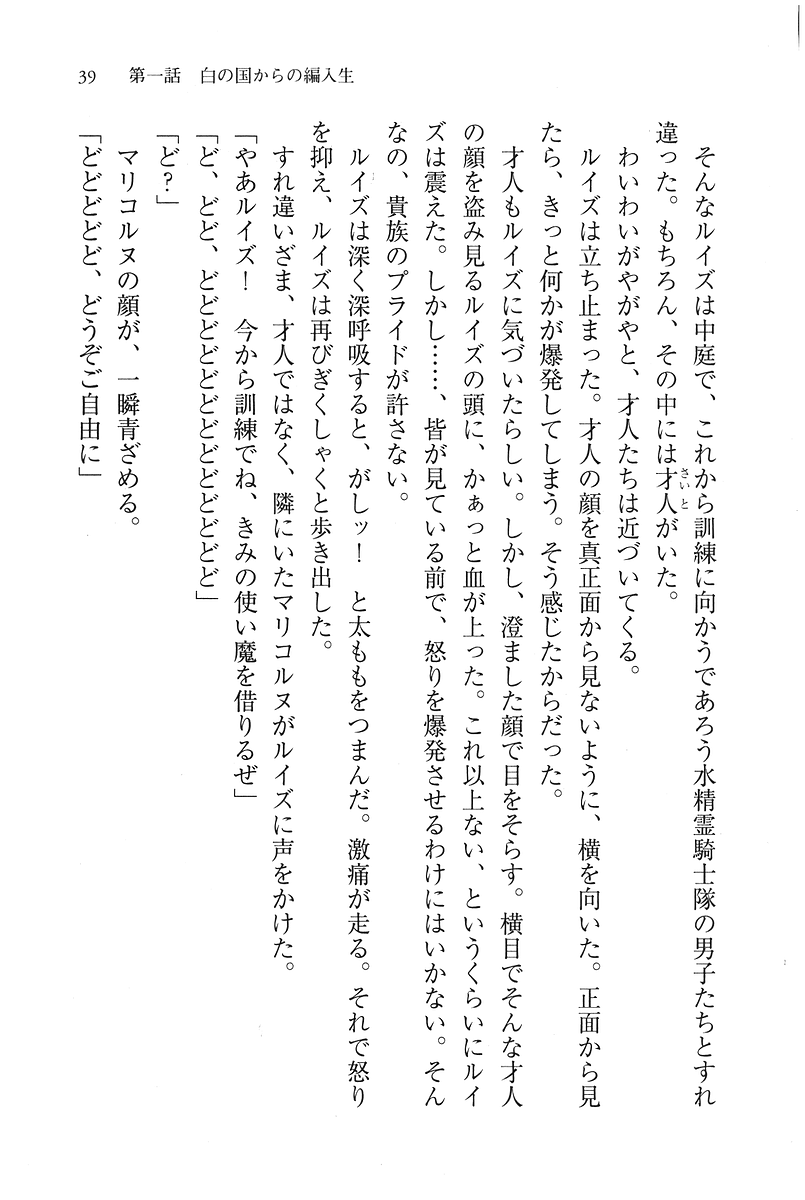 39　第一話　白の国からの編入生
　そんなルイズは中庭で、これから訓練に向かうであろう水精霊騎士隊の男子たちとすれ
違った。もちろん、その中には才人がいた。
さいと
　わいわいがやがやと、才人たちは近づいてくる。
　ルイズは立ち止まった。才人の顔を真正面から見ないように、横を向いた。正面から見
たら、きっと何かが爆発してしまう。そう感じたからだった。
　才人もルイズに気づいたらしい。しかし、澄ました顔で目をそらす。横目でそんな才人
の顔を盗み見るルイズの頭に、かぁっと血が上った。これ以上ない、というくらいにルイ
ズは震えた。しかし……、皆が見ている前で、怒りを爆発させるわけにはいかない。そん
なの、貴族のプライドが許さない。
　ルイズは深く深呼吸すると、がしッ！　と太ももをつまんだ。激痛が走る。それで怒り
を抑え、ルイズは再びぎくしゃくと歩き出した。
　すれ違いざま、才人ではなく、隣にいたマリコルヌがルイズに声をかけた。
「やあルイズ！　今から訓練でね、きみの使い魔を借りるぜ」
「ど、どど、どどどどどどどどどどどど」
「ど？」
　マリコルヌの顔が、一瞬青ざめる。
「どどどどど、どうぞご自由に」